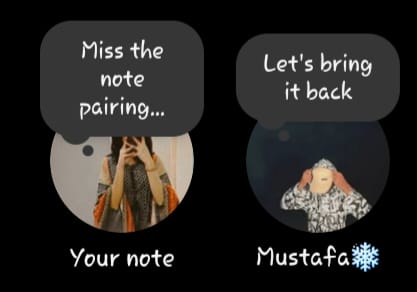 Miss the
note
pairing...
Let's bring
it back
Your note
Mustafa❄️